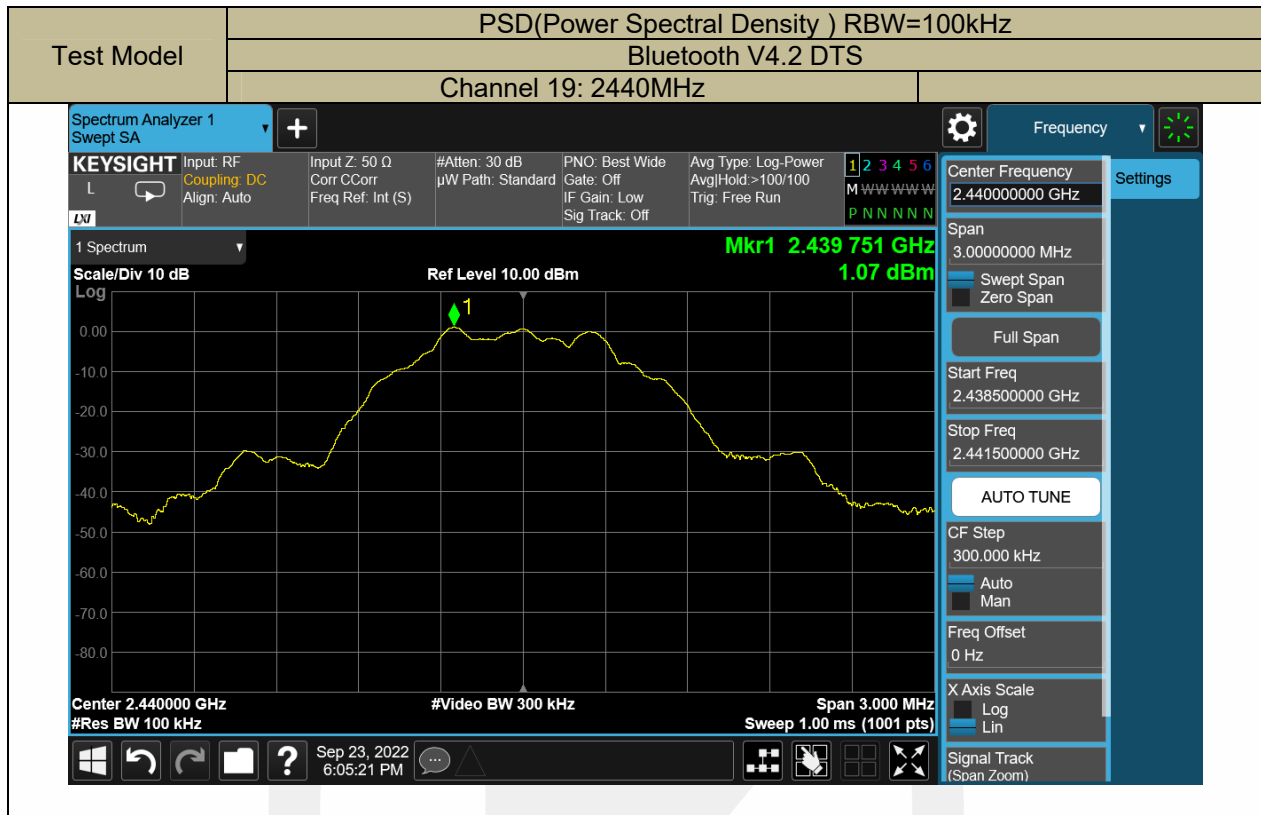 Test Model
PSD(Power Spectral Density ) RBW=100kHz
Bluetooth V4.2 DTS
Channel 19: 2440MHz
Spectrum Analyzer 1
Swept SA
Frequency
KEYSIGHT
L
LXI
Input: RF
Coupling: DC
Align: Auto
Input Z: 50 Ω
Corr CCorr
Freq Ref: Int (S)
#Atten: 30 dB
µW Path: Standard
PNO: Best Wide
Gate: Off
IF Gain: Low
Sig Track: Off
Avg Type: Log-Power
Avg|Hold:>100/100
Trig: Free Run
1 2 3 4 5 6
M W W W W W
P N N N N N
1 Spectrum
Mkr1 2.439 751 GHz
Scale/Div 10 dB
Ref Level 10.00 dBm
1.07 dBm
Log
1
0.00
-10.0
-20.0
-30.0
-40.0
-50.0
-60.0
-70.0
-80.0
Center 2.440000 GHz
#Video BW 300 kHz
Span 3.000 MHz
#Res BW 100 kHz
Sweep 1.00 ms (1001 pts)
Center Frequency
2.440000000 GHz
Settings
Span
3.00000000 MHz
Swept Span
Zero Span
Full Span
Start Freq
2.438500000 GHz
Stop Freq
2.441500000 GHz
AUTO TUNE
CF Step
300.000 kHz
Auto
Man
Freq Offset
0 Hz
X Axis Scale
Log
Lin
Signal Track
(Span Zoom)
?
Sep 23, 2022
6:05:21 PM